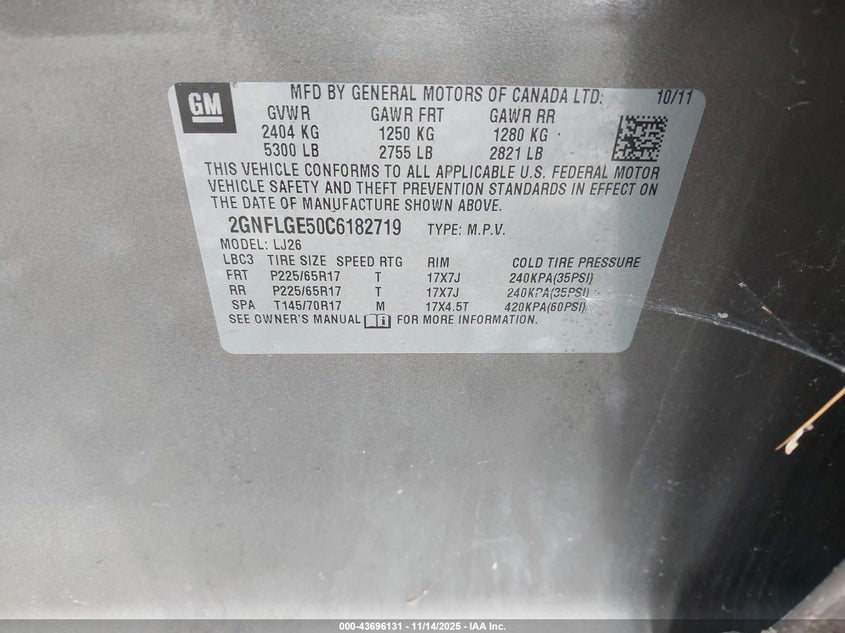 GM
MFD BY GENERAL MOTORS OF CANADA LTD. 10/11
GVWR GAWR FRT GAWR RR
2404 KG 1250 KG 1280 KG
5300 LB 2755 LB 2821 LB
THIS VEHICLE CONFORMS TO ALL APPLICABLE U.S. FEDERAL MOTOR
VEHICLE SAFETY AND THEFT PREVENTION STANDARDS IN EFFECT ON
THE DATE OF MANUFACTURE SHOWN ABOVE.
2GNFLGE50C6182719 TYPE: M.P.V.
MODEL: LJ26
LBC3 TIRE SIZE SPEED RTG RIM COLD TIRE PRESSURE
FRT P225/65R17 T 17X7J 240KPA(35PSI)
RR P225/65R17 T 17X7J 240KPA(35PSI)
SPA T145/70R17 M 17X4.5T 420KPA(60PSI)
SEE OWNER'S MANUAL FOR MORE INFORMATION.
000-43696131 - 11/14/2025 - IAA Inc.